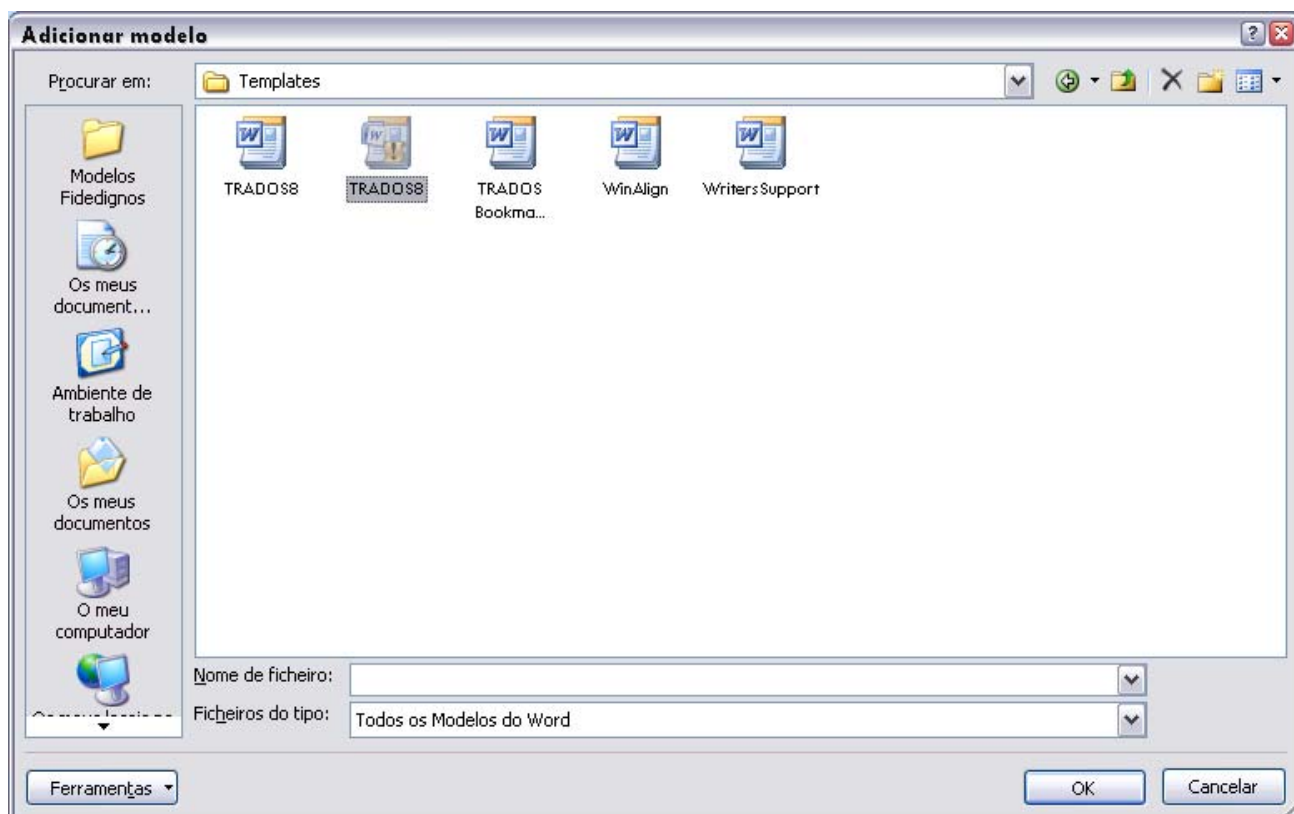 Adicionar modelo
Procurar em:
Templates
Modelos
Fidedignos
Os meus
document...
Ambiente de
trabalho
Os meus
documentos
O meu
computador
TRADOS8
TRADOS8
TRADOS
Bookma...
WinAlign
WritersSupport
Nome de ficheiro:
Ficheiros do tipo:
Todos os Modelos do Word
Ferramentas
OK
Cancelar